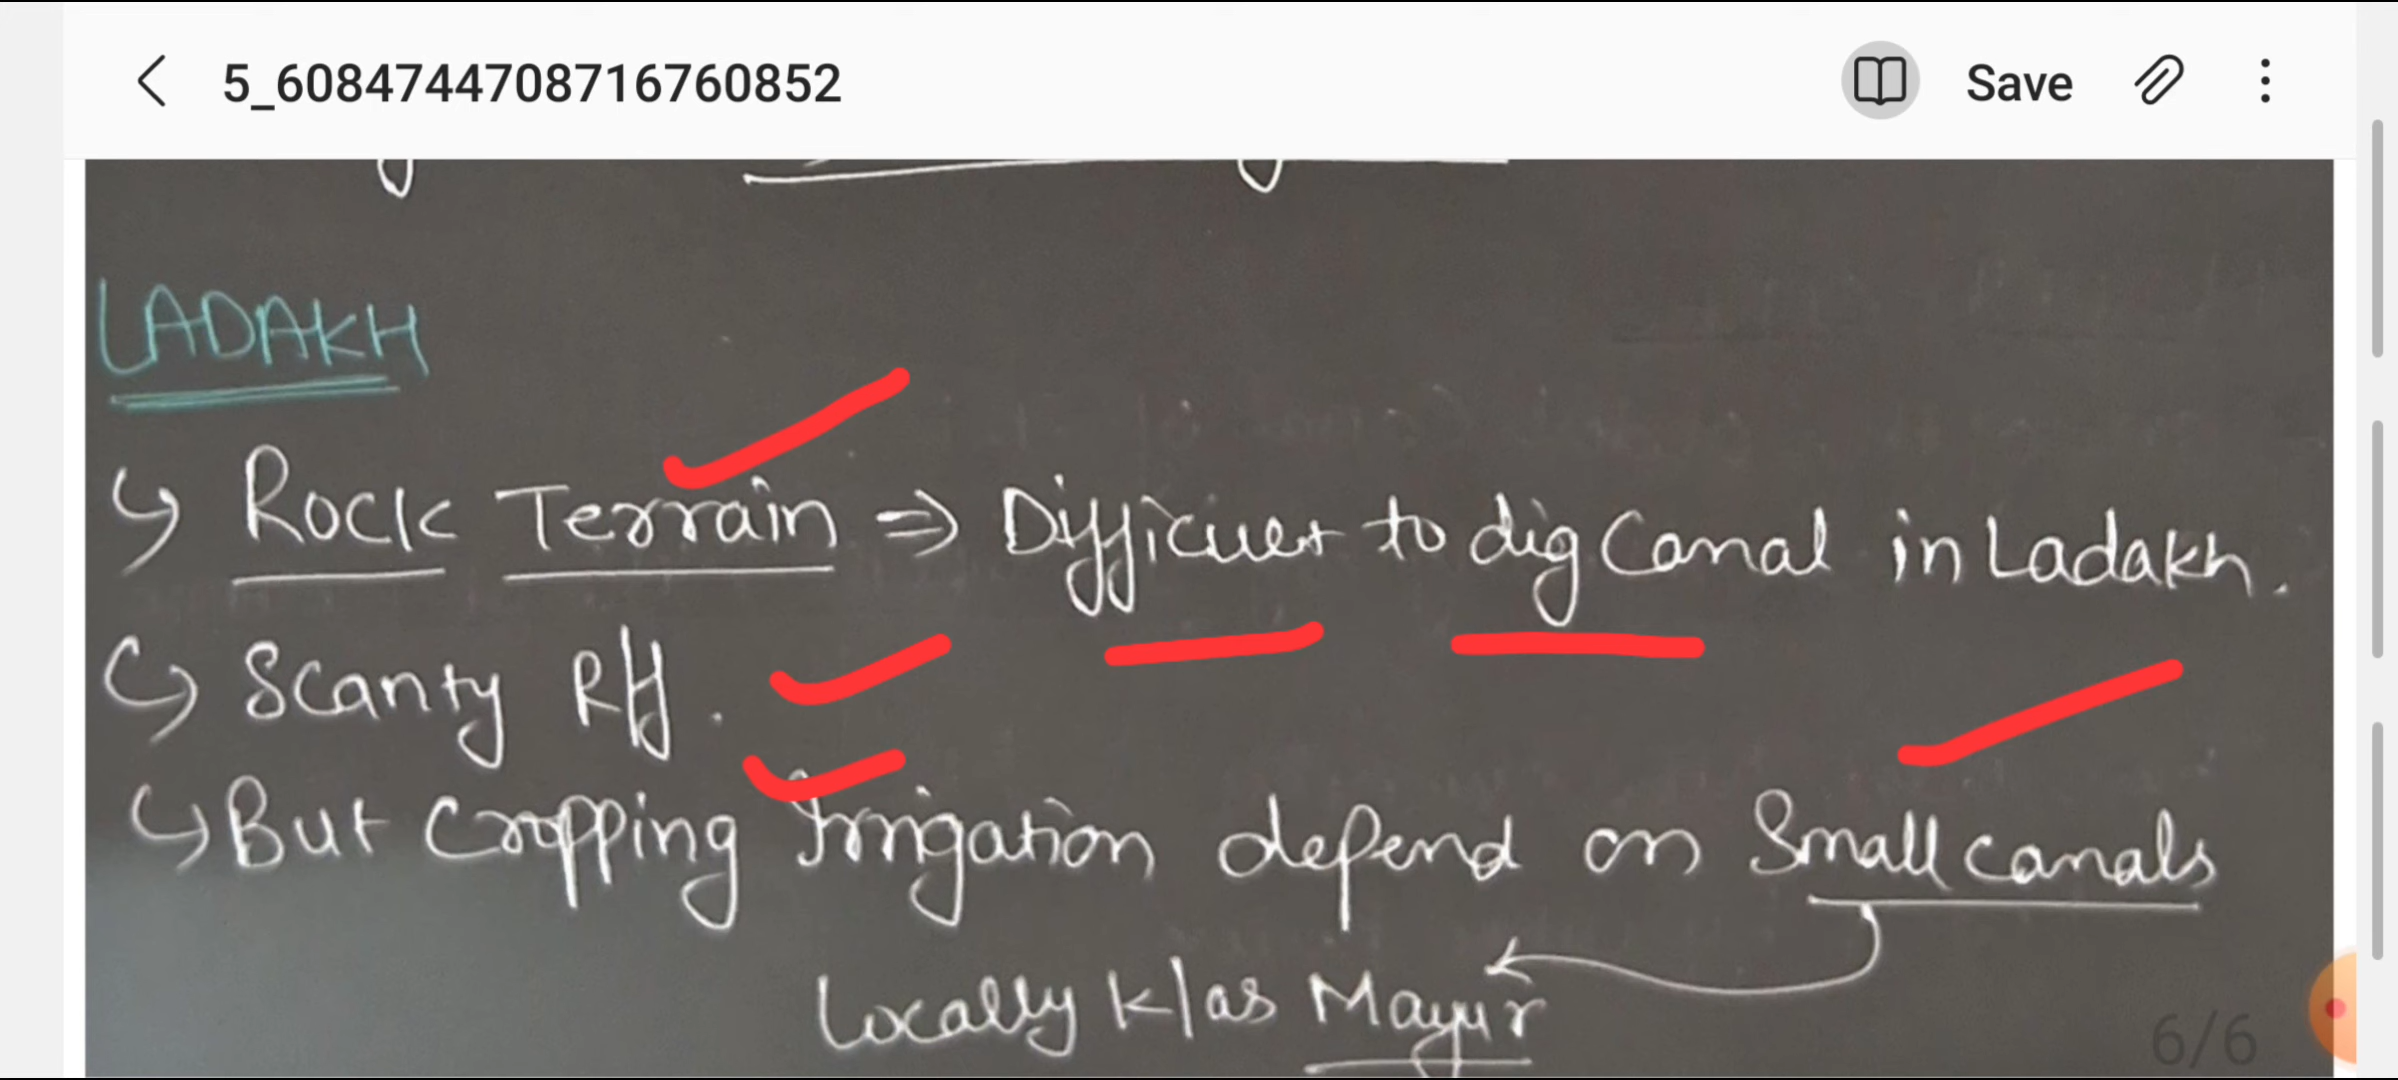 5_6084744708716760852
Save
LADAKH
↳ Rock Terrain ⇒ Difficult to dig Canal in Ladakh.
↳ Scanty Rf.
↳ But Cropping Irrigation depend on Small canals
Locally k/as Mayur
6/6